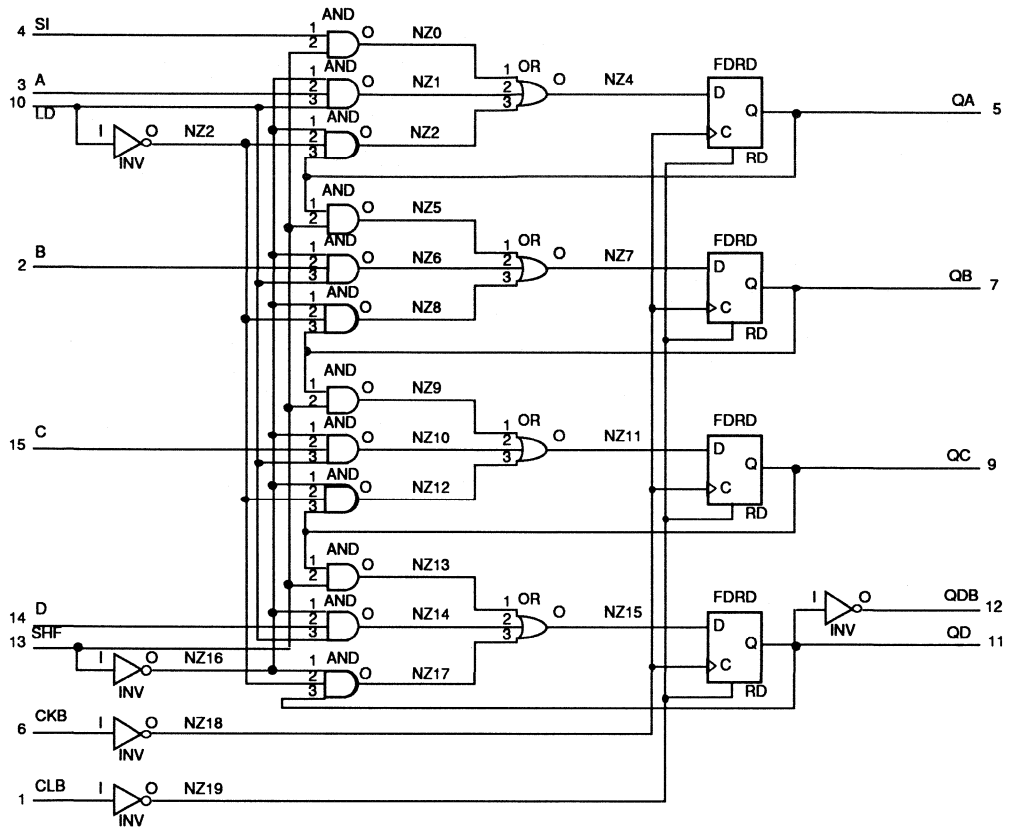 AND
4 SI 1 2 O NZ0
AND
3 A 1 2 3 O NZ1
1 2 3 OR O NZ4
FDRD
D Q C RD
QA 5
10 LD
AND
I O NZ2
INV
1 2 3 O NZ2
AND
1 2 O NZ5
AND
2 B 1 2 3 O NZ6
1 2 3 OR O NZ7
FDRD
D Q C RD
QB 7
AND
1 2 3 O NZ8
AND
1 2 O NZ9
AND
15 C 1 2 3 O NZ10
1 2 3 OR O NZ11
FDRD
D Q C RD
QC 9
AND
1 2 3 O NZ12
AND
1 2 O NZ13
AND
14 D 1 2 3 O NZ14
1 2 3 OR O NZ15
FDRD
D Q C RD
I O QDB 12
INV
QD 11
13 SHF
AND
I O NZ16
INV
1 2 3 O NZ17
6 CKB I O NZ18
INV
1 CLB I O NZ19
INV